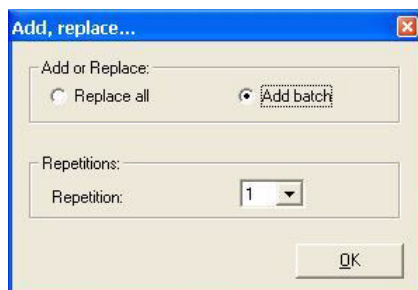 Add, replace...
Add or Replace:
Replace all Add batch
Repetitions:
Repetition: 1
OK